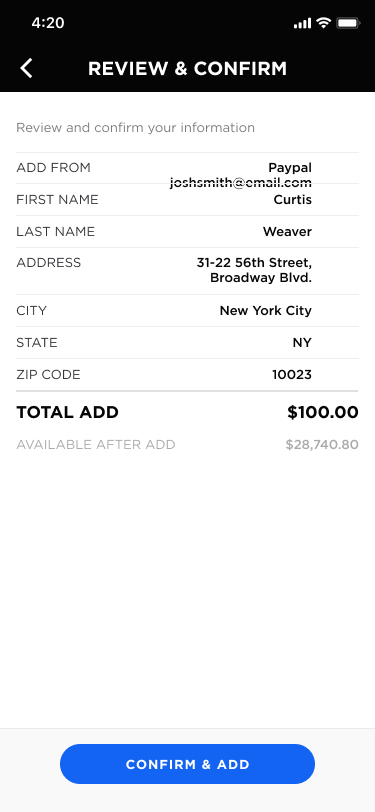 4:20
REVIEW & CONFIRM
Review and confirm your information
ADD FROM Paypal
joshsmith@email.com
FIRST NAME Curtis
LAST NAME Weaver
ADDRESS 31-22 56th Street,
Broadway Blvd.
CITY New York City
STATE NY
ZIP CODE 10023
TOTAL ADD $100.00
AVAILABLE AFTER ADD $28,740.80
CONFIRM & ADD